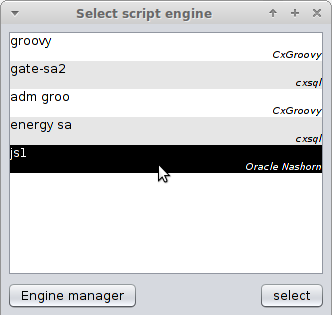 Select script engine
groovy
CxGroovy
gate-sa2
cxsql
adm groo
CxGroovy
energy sa
cxsql
js1
Oracle Nashorn
Engine manager
select